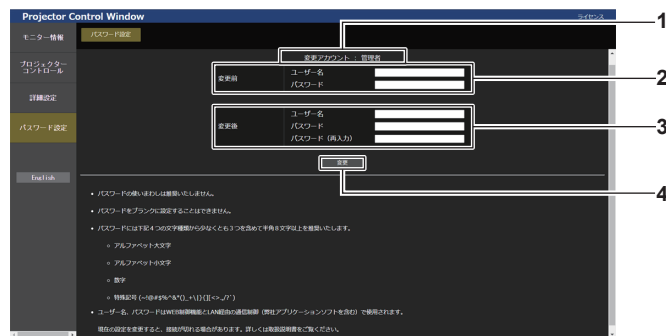 Projector Control Window
ライセンス
1
モニター情報
パスワード設定
変更アカウント : 管理者
プロジェクター
コントロール
変更前
ユーザー名
パスワード
2
詳細設定
パスワード設定
変更後
ユーザー名
パスワード
パスワード（再入力）
3
変更
English
4
• パスワードの使いまわしは推奨いたしません。
• パスワードをブランクに設定することはできません。
• パスワードには下記４つの文字種類から少なくとも３つを含めて半角８文字以上を推奨いたします。
○ アルファベット大文字
○ アルファベット小文字
○ 数字
○ 特殊記号 (~!@#$%^&*()_+\|}{][<>.,/?`)
• ユーザー名、パスワードはWEB制御機能とLAN経由の通信制御（弊社アプリケーションソフトを含む）で使用されます。
現在の設定を変更すると、接続が切れる場合があります。詳しくは取扱説明書をご覧ください。